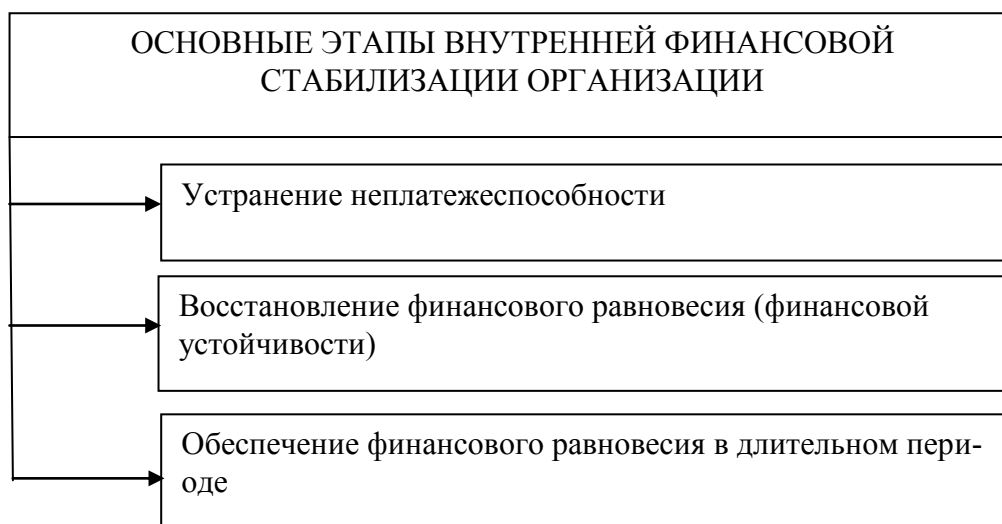 ОСНОВНЫЕ ЭТАПЫ ВНУТРЕННЕЙ ФИНАНСОВОЙ
СТАБИЛИЗАЦИИ ОРГАНИЗАЦИИ
Устранение неплатежеспособности
Восстановление финансового равновесия (финансовой
устойчивости)
Обеспечение финансового равновесия в длительном пери-
оде